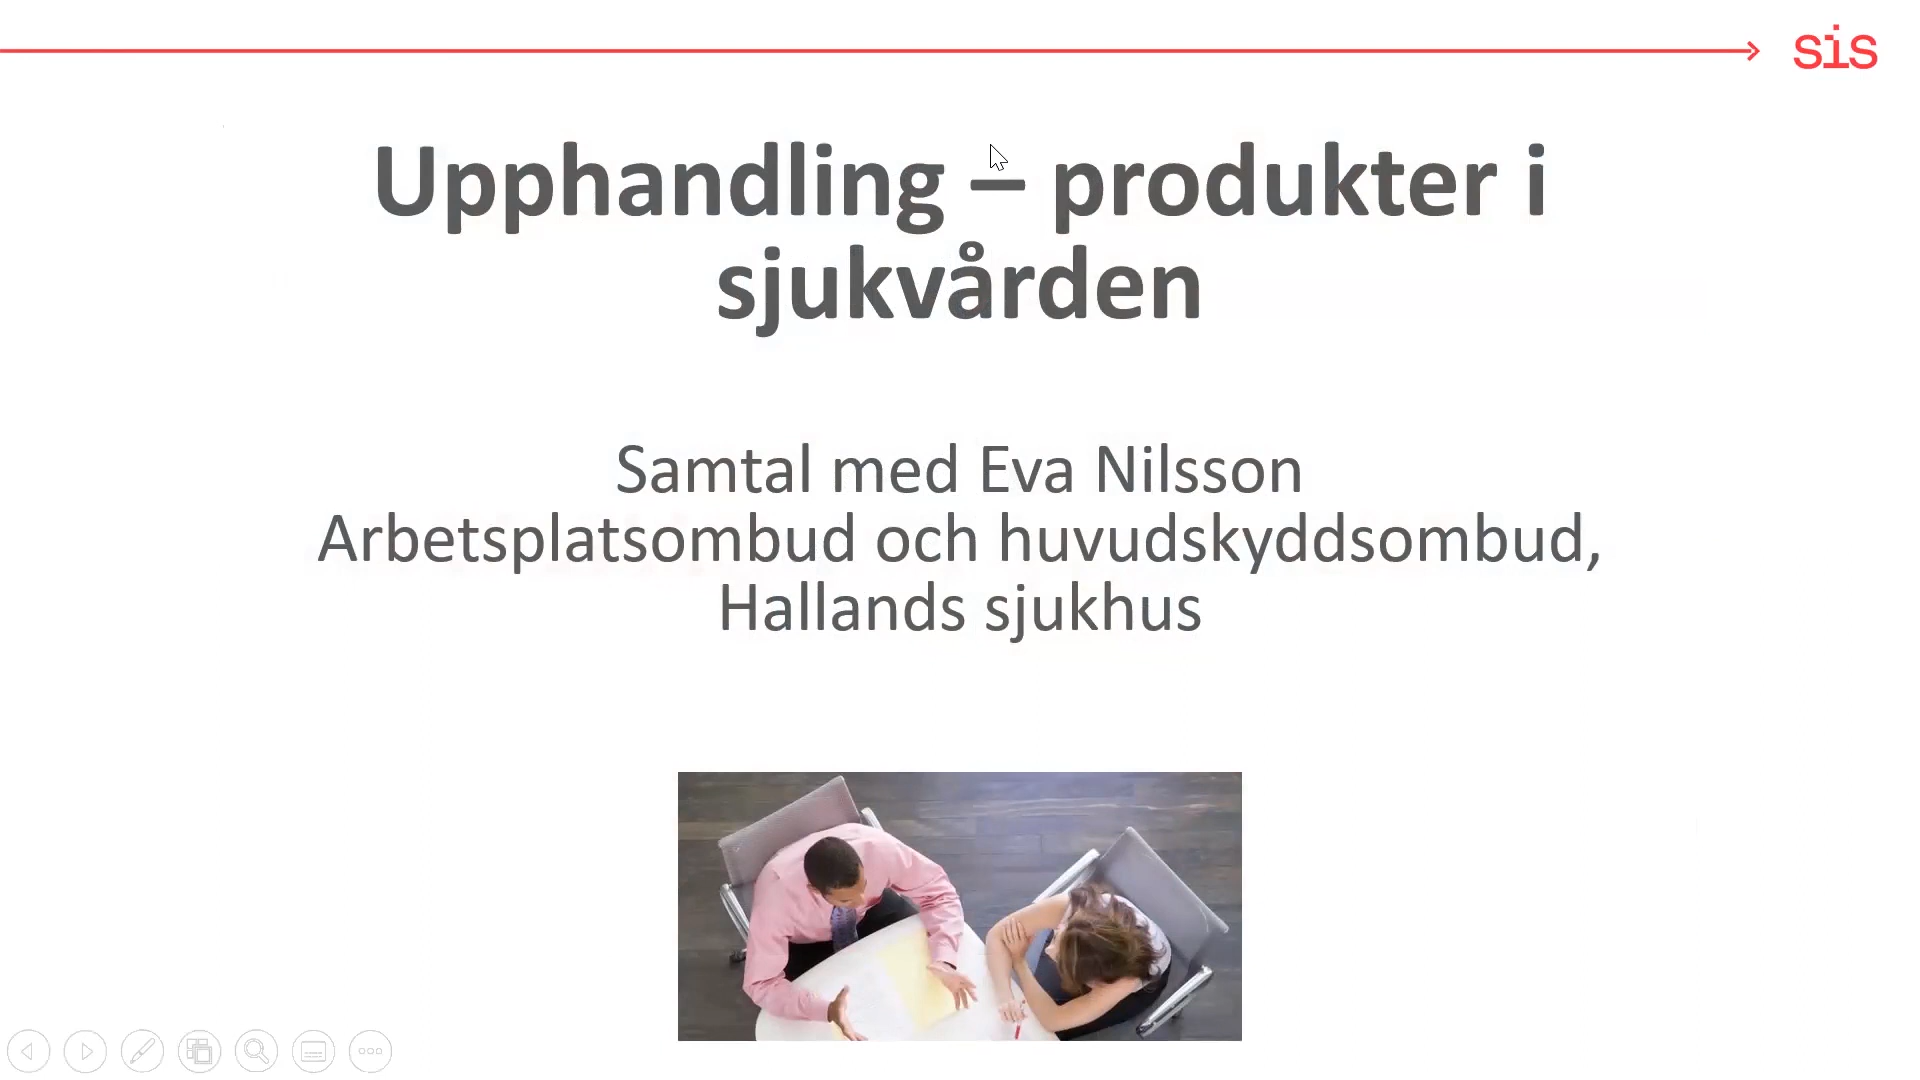 sis
Upphandling – produkter i
sjukvården
Samtal med Eva Nilsson
Arbetsplatsombud och huvudskyddsombud,
Hallands sjukhus